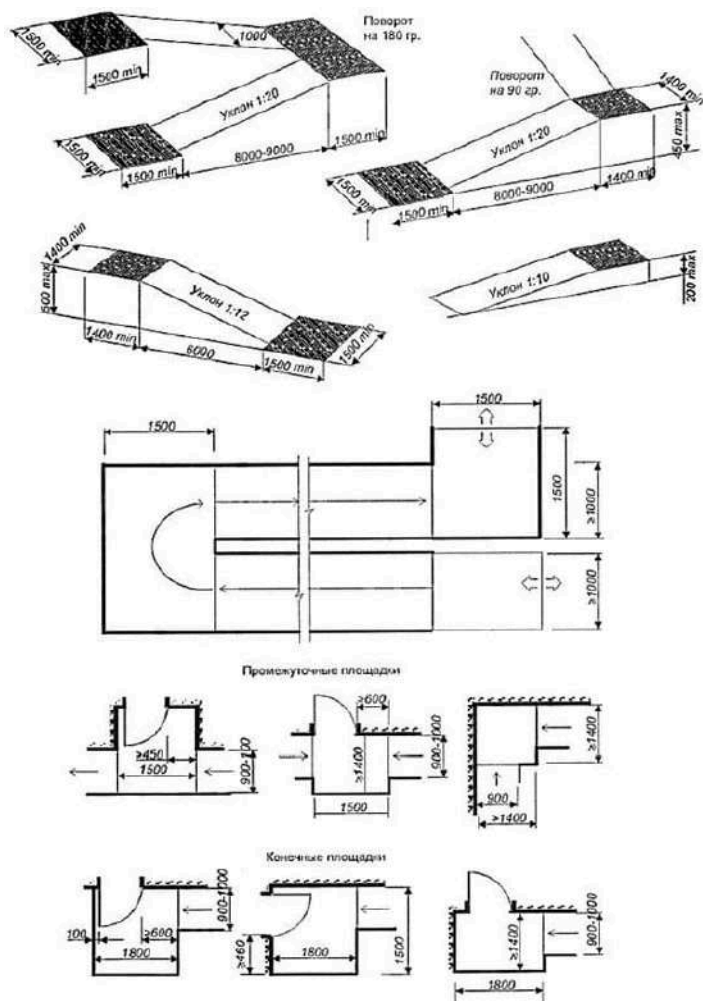 1500 min
1500 min
1000
Поворот
на 180 гр.
Уклон 1:20
1500 min
1500 min
8000-9000
1500 min
Поворот
на 90 гр.
1400 min
450 max
Уклон 1:20
1500 min
1500 min
8000-9000
1400 min
1400 min
500 max
Уклон 1:12
1400 min
6000
1500 min
1500 min
Уклон 1:10
200 max
1500
1500
1500
≥1000
≥1000
Промежуточные площадки
≥450
1500
900-100
≥600
≥1400
900-1000
1500
≥1400
900
≥1400
Конечные площадки
100
≥600
1800
900-1000
≥460
1800
1500
≥1400
900-1000
1800